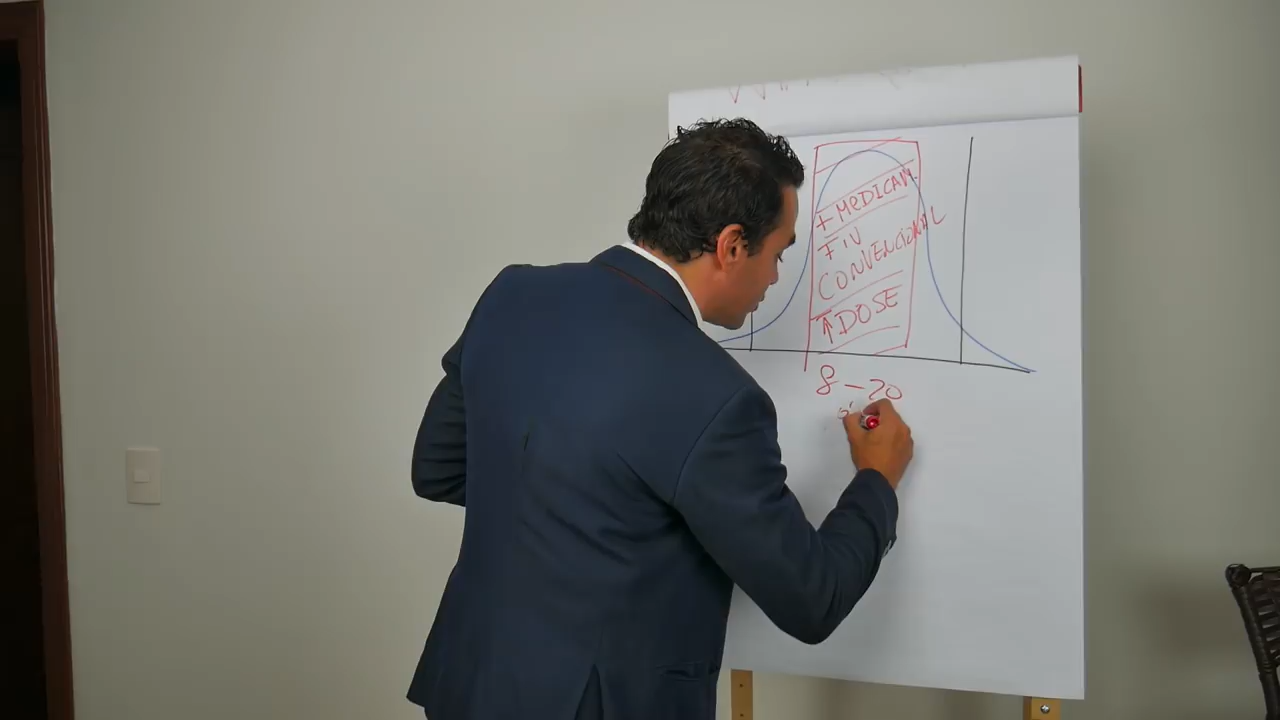 + MEDICAM
FIV
CONVENCIONAL
↑ DOSE
8 – 20